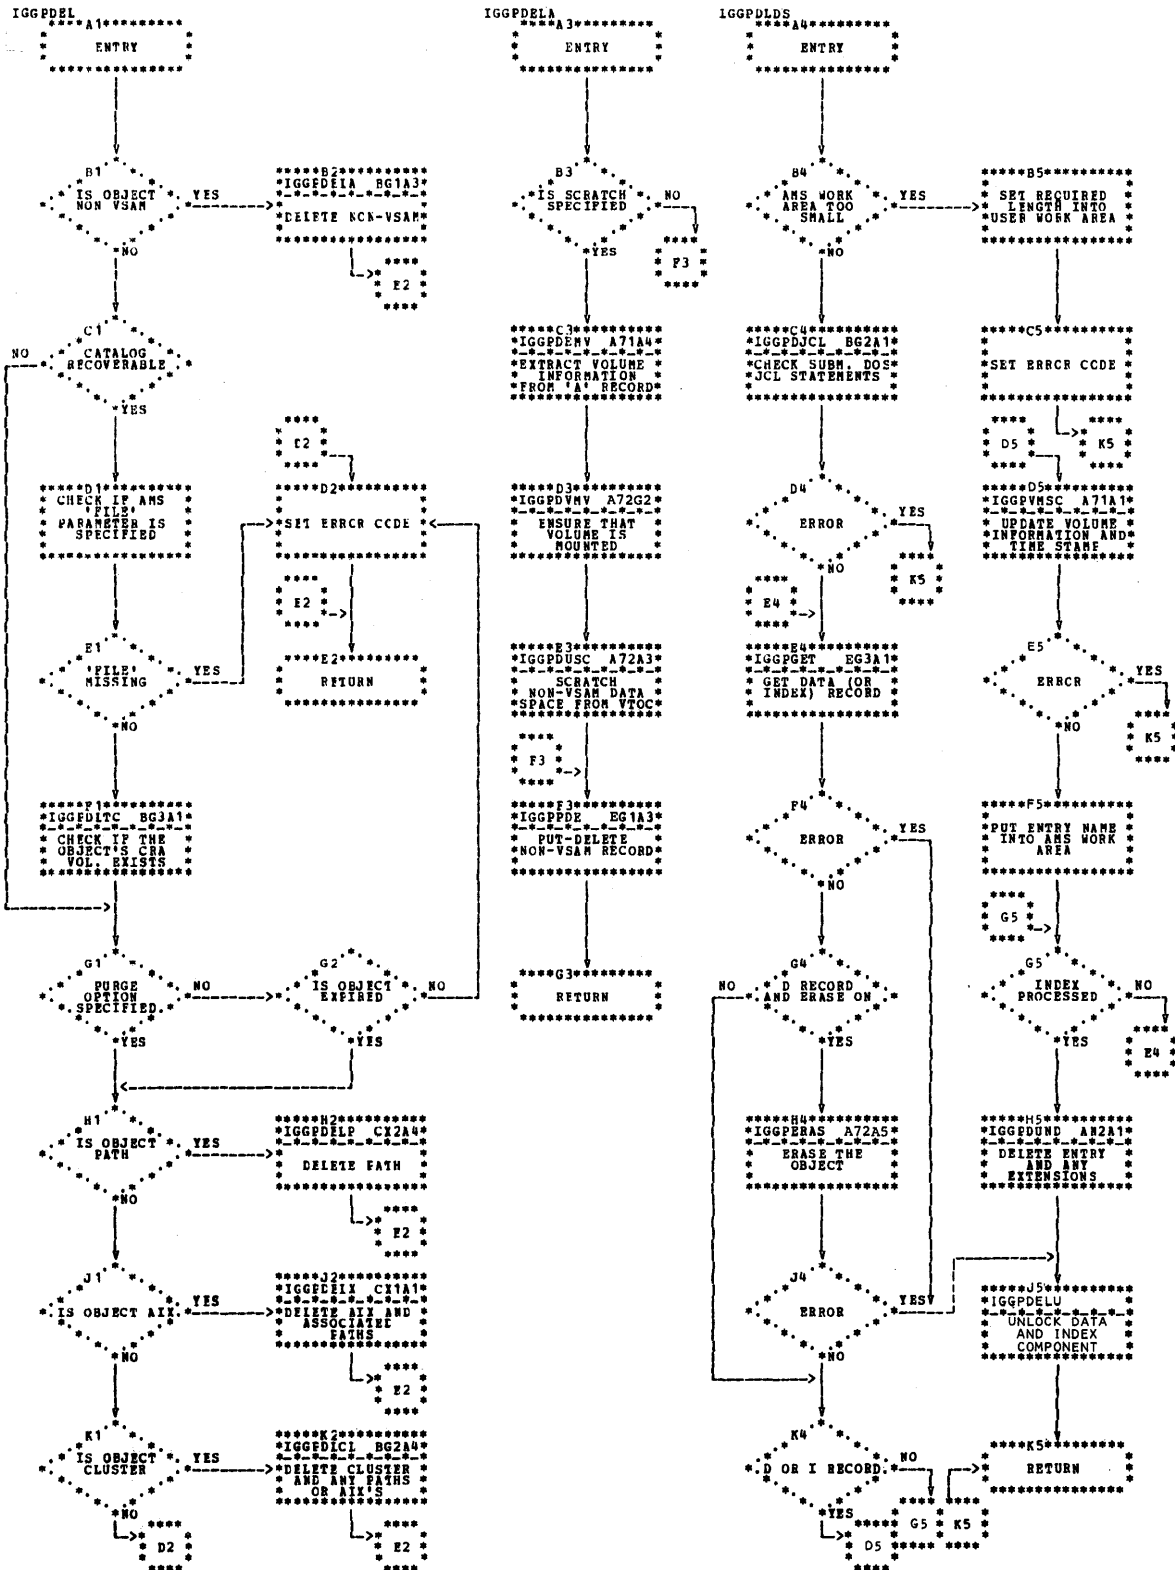 IGGPDEL
A1
ENTRY
B1
IS OBJECT
NON VSAM
YES
NO
B2
IGGPDELA BG1A3
DELETE NON-VSAM
E2
C1
CATALOG
RECOVERABLE
NO
YES
D1
CHECK IF AMS
'FILE'
PARAMETER IS
SPECIFIED
D2
D2
SET ERROR CODE
E2
E1
'FILE'
MISSING
YES
NO
E2
RETURN
F1
IGGPDLTC BG3A1
CHECK IF THE
OBJECT'S CRA
VOL. EXISTS
G1
PURGE
OPTION
SPECIFIED.
NO
YES
G2
IS OBJECT
EXPIRED
NO
YES
H1
IS OBJECT
PATH
YES
NO
H2
IGGPDELP CX2A4
DELETE PATH
E2
J1
IS OBJECT AIX
YES
NO
J2
IGGPDEIX CX1A1
DELETE AIX AND
ASSOCIATED
PATHS
E2
K1
IS OBJECT
CLUSTER
YES
NO
D2
K2
IGGPDLCL BG2A4
DELETE CLUSTER
AND ANY PATHS
OR AIX'S
E2
IGGPDELA
A3
ENTRY
B3
IS SCRATCH
SPECIFIED
NO
F3
YES
C3
IGGPDEMV A71A4
EXTRACT VOLUME
INFORMATION
FROM 'A' RECORD
D3
IGGPDVMV A72G2
ENSURE THAT
VOLUME IS
MOUNTED
E3
IGGPDUSC A72A3
SCRATCH
NON-VSAM DATA
SPACE FROM VTOC
F3
F3
IGGPPDE EG1A3
PUT-DELETE
NON-VSAM RECORD
G3
RETURN
IGGPDLDS
A4
ENTRY
B4
AMS WORK
AREA TOO
SMALL
YES
NO
B5
SET REQUIRED
LENGTH INTO
USER WORK AREA
C4
IGGPDJCL BG2A1
CHECK SUBM. DOS
JCL STATEMENTS
C5
SET ERROR CODE
K5
D4
ERROR
YES
K5
NO
E4
D5
D5
IGGPVMSC A71A1
UPDATE VOLUME
INFORMATION AND
TIME STAMP
E4
IGGPGET EG3A1
GET DATA (OR
INDEX) RECORD
E5
ERROR
YES
K5
NO
F4
ERROR
YES
NO
F5
PUT ENTRY NAME
INTO AMS WORK
AREA
G5
G4
D RECORD
AND ERASE ON
NO
YES
G5
INDEX
PROCESSED
NO
E4
YES
H4
IGGPERAS A72A5
ERASE THE
OBJECT
H5
IGGPDUND AN2A1
DELETE ENTRY
AND ANY
EXTENSIONS
J4
ERROR
YES
NO
J5
IGGPDELU
UNLOCK DATA
AND INDEX
COMPONENT
K4
D OR I RECORD.
NO
G5
YES
D5
K5
K5
RETURN